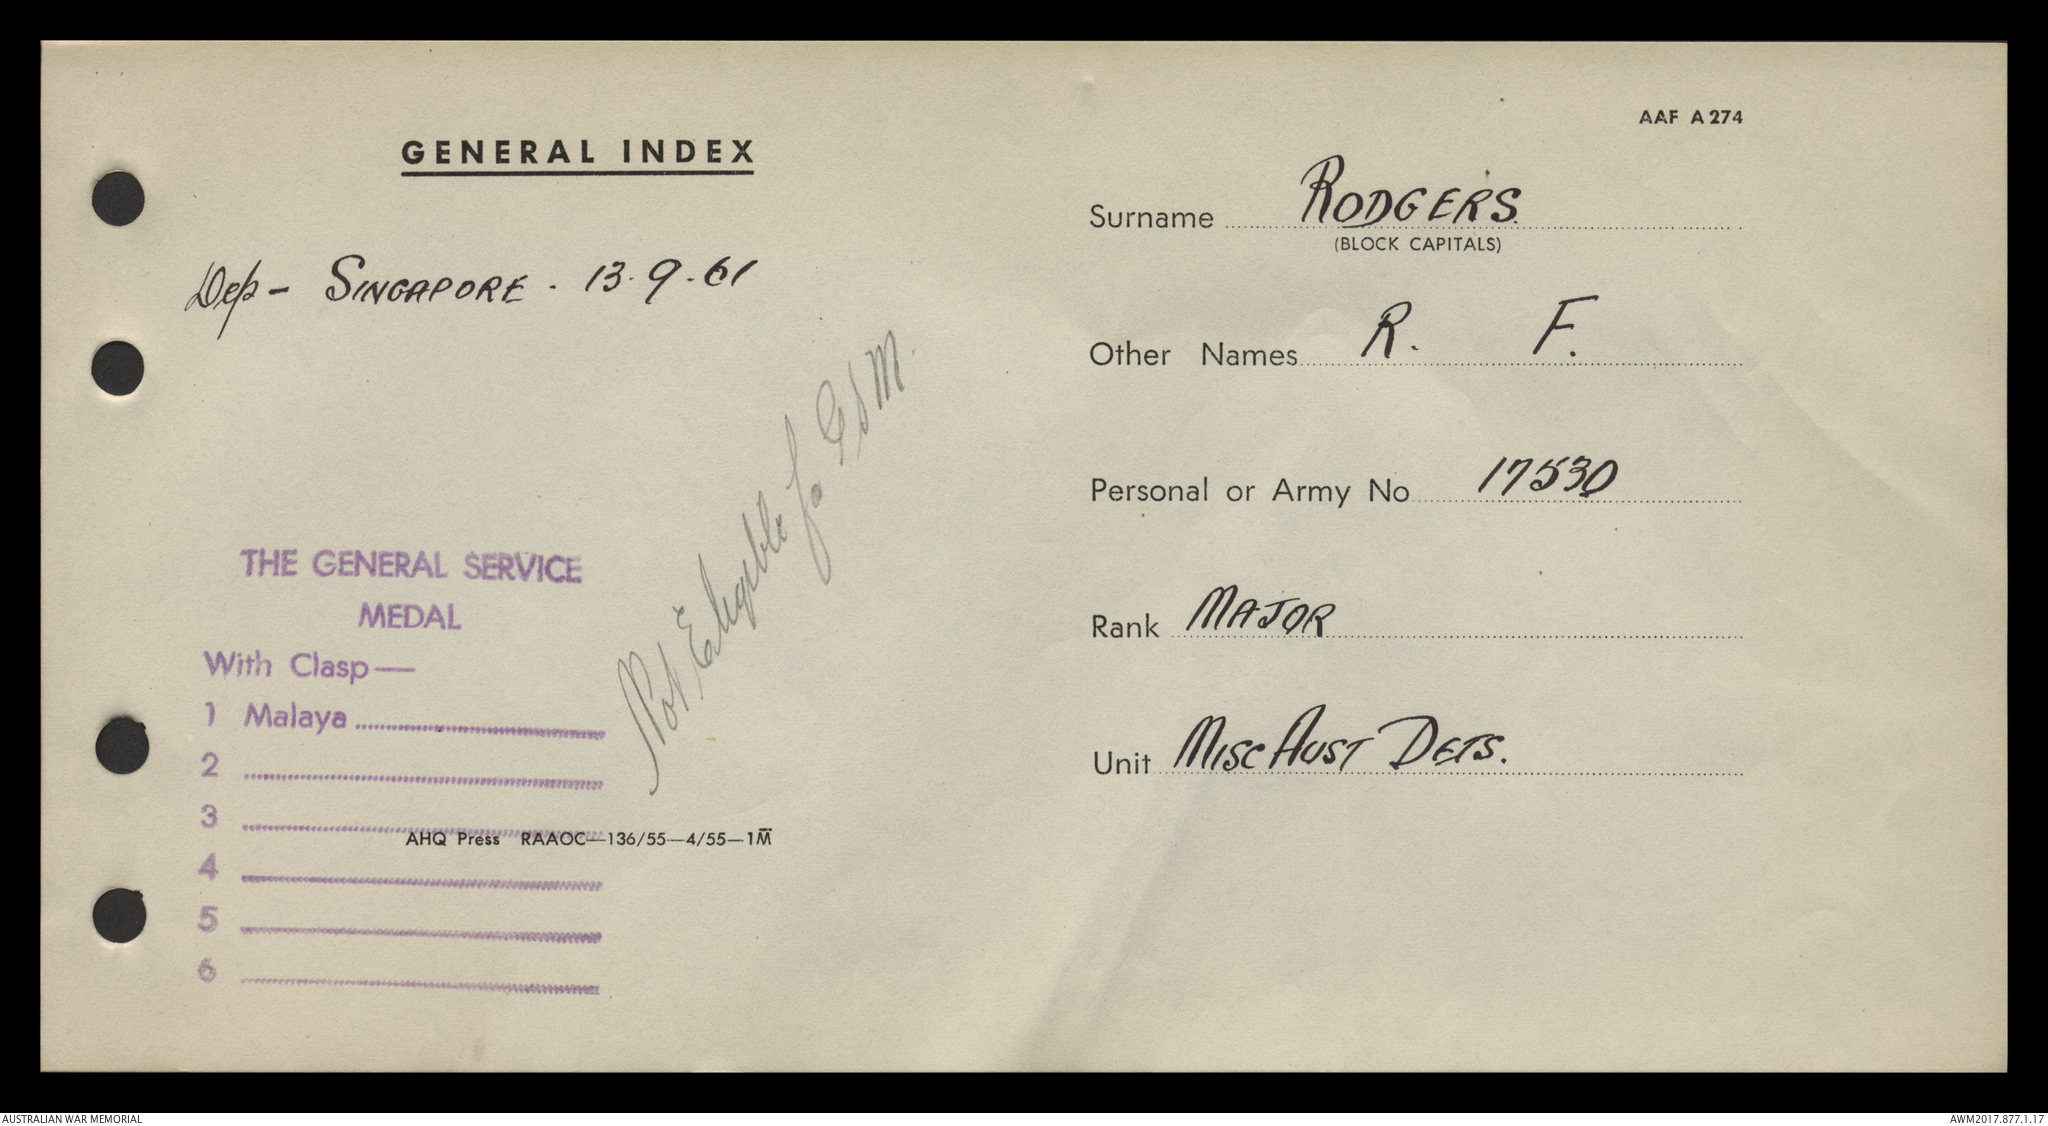 GENERAL INDEX
Dep - SINGAPORE. 13.9.61
Not Eligible fo GSM.
THE GENERAL SERVICE
MEDAL
With Clasp—
1 Malaya
2
3
AHQ Press RAAOC—136/55—4/55—1M
4
5
6
AAF A 274
Surname RODGERS.
(BLOCK CAPITALS)
Other Names R. F.
Personal or Army No 17530
Rank MAJOR
Unit MISC AUST DETS.
AUSTRALIAN WAR MEMORIAL
AWM2017.877.1.17